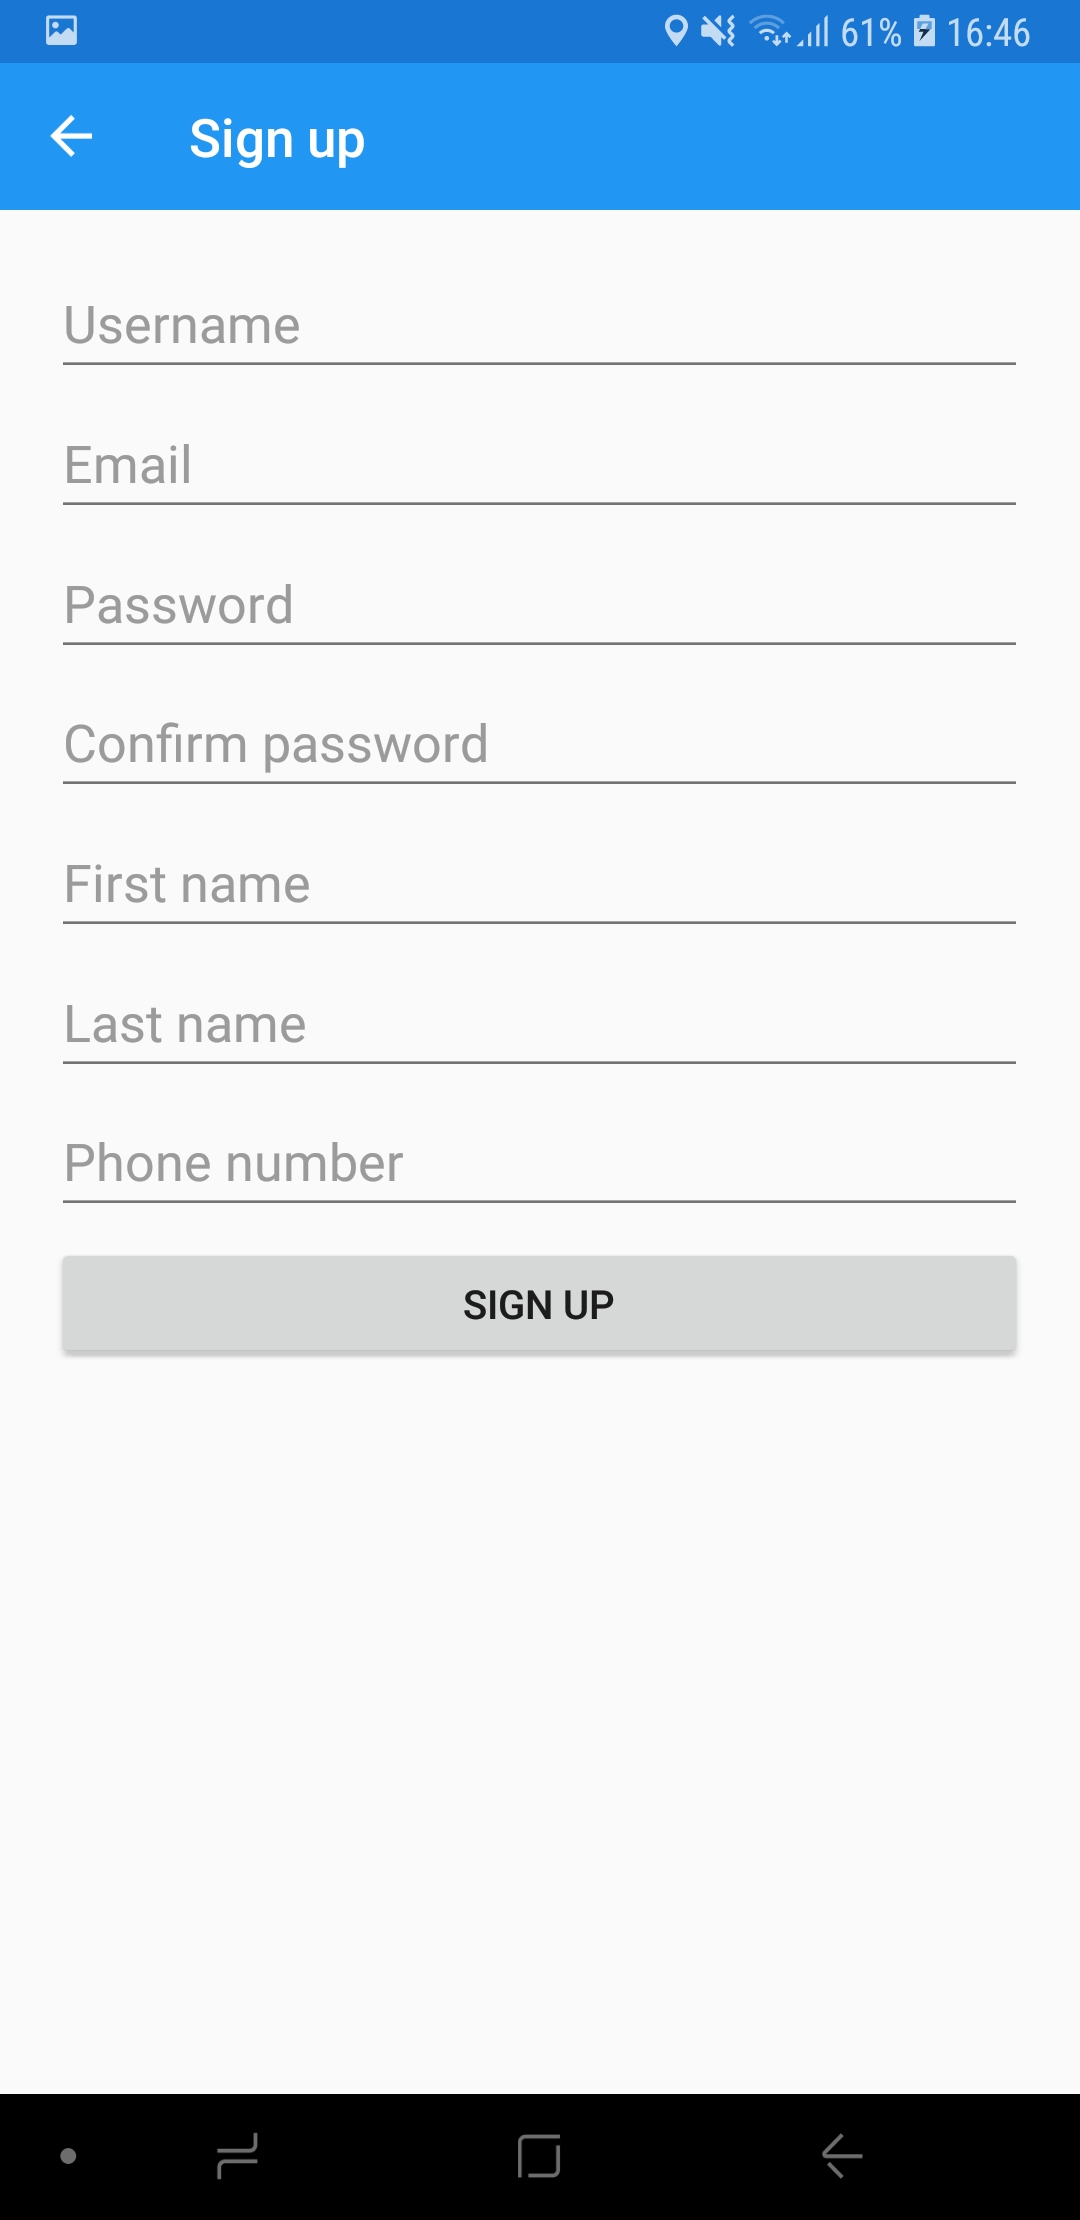 61% 16:46
Sign up
Username
Email
Password
Confirm password
First name
Last name
Phone number
SIGN UP